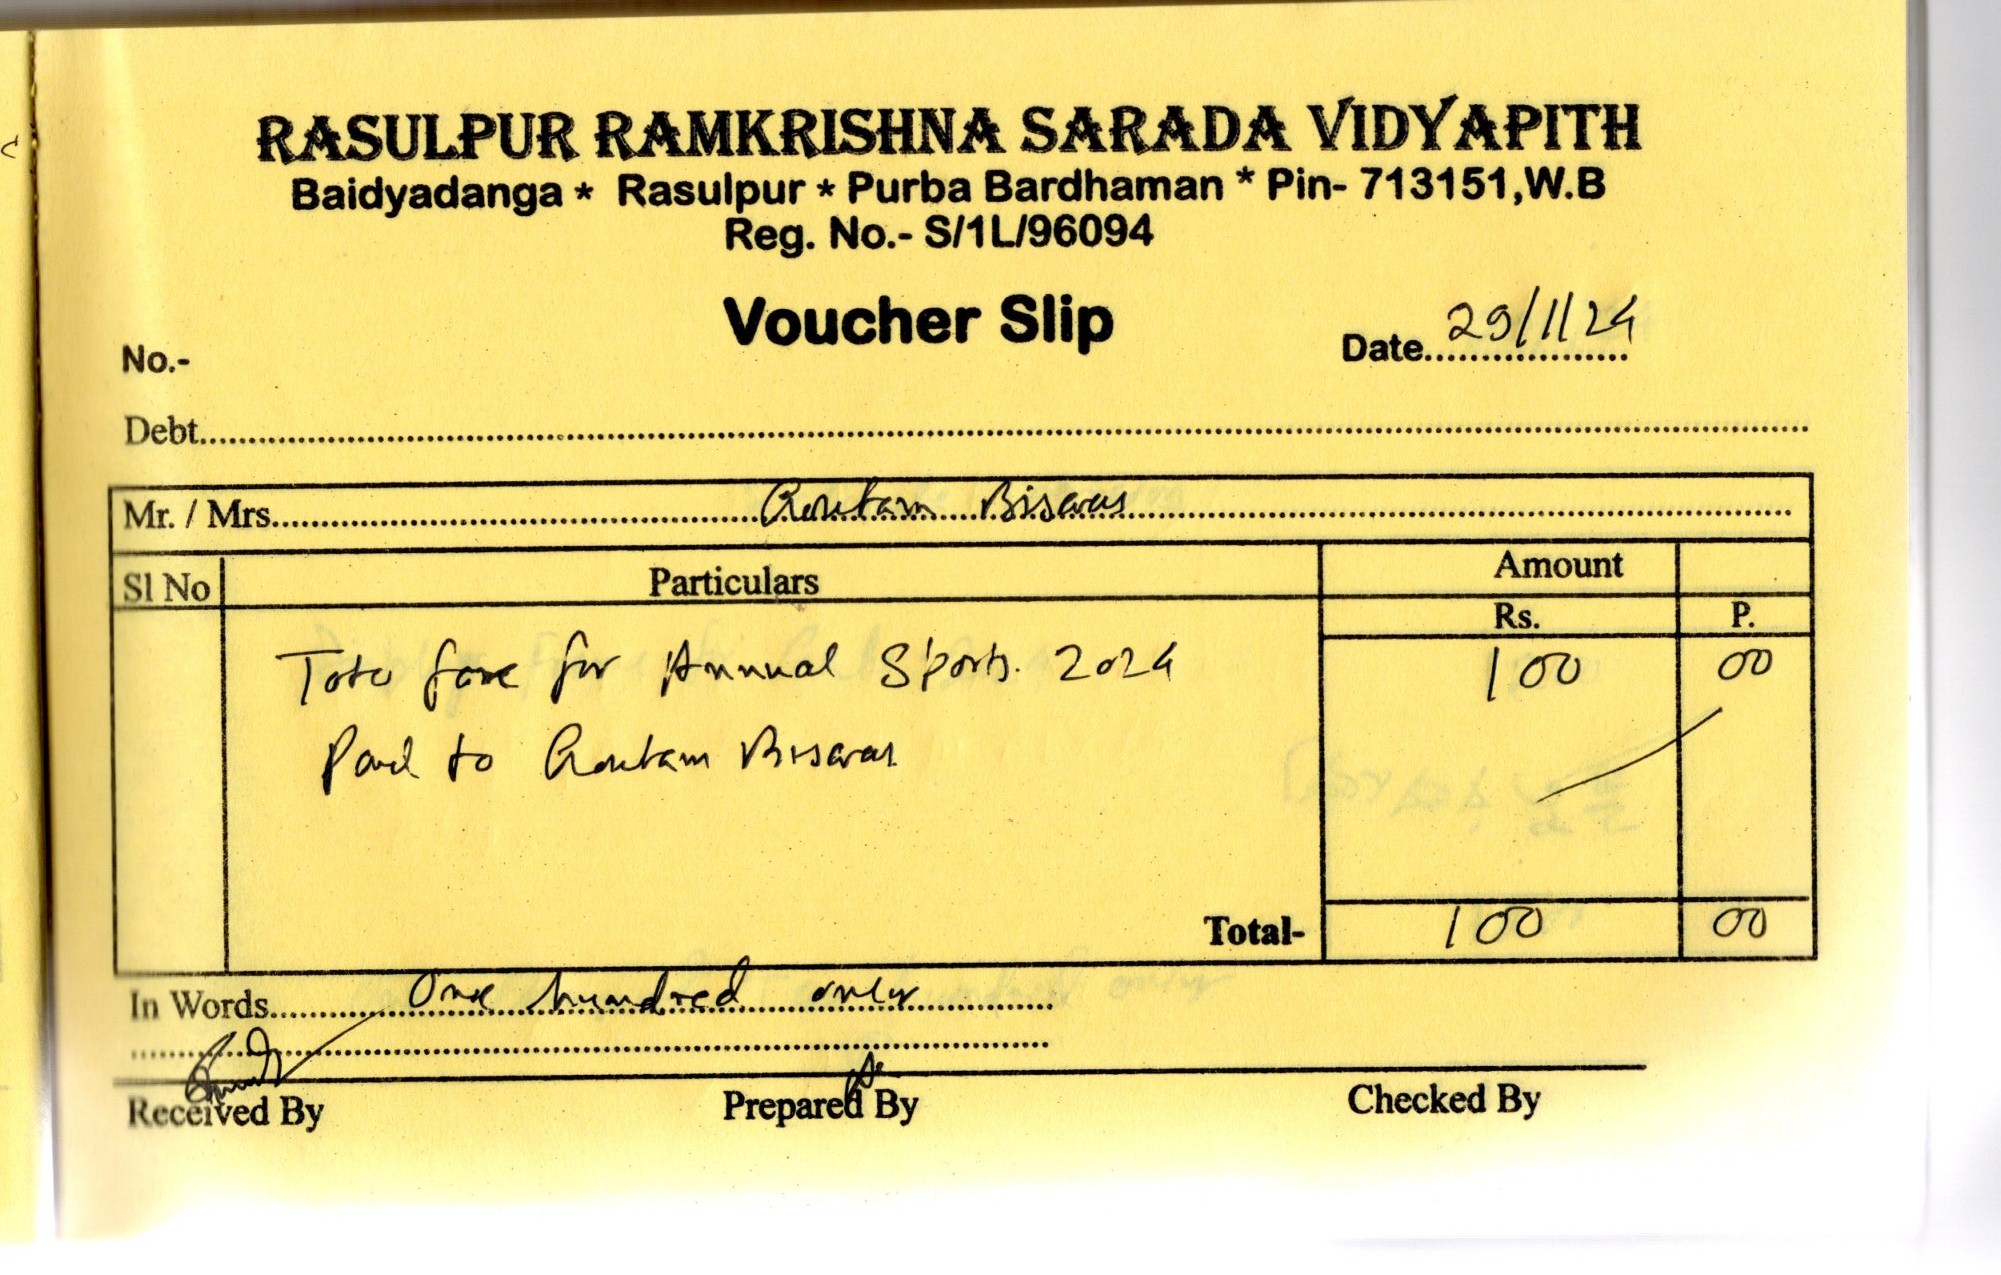 RASULPUR RAMKRISHNA SARADA VIDYAPITH
Baidyadanga * Rasulpur * Purba Bardhaman * Pin- 713151,W.B
Reg. No.- S/1L/96094
Voucher Slip
No.-
Date 29/11/24
Debt
Mr. / Mrs. Goutam Biswas
Sl No Particulars Amount
Rs. P.
Toto fare for Annual Sports. 2024 100 00
Paid to Goutam Biswas
Total- 100 00
In Words One hundred only
Received By Prepared By Checked By